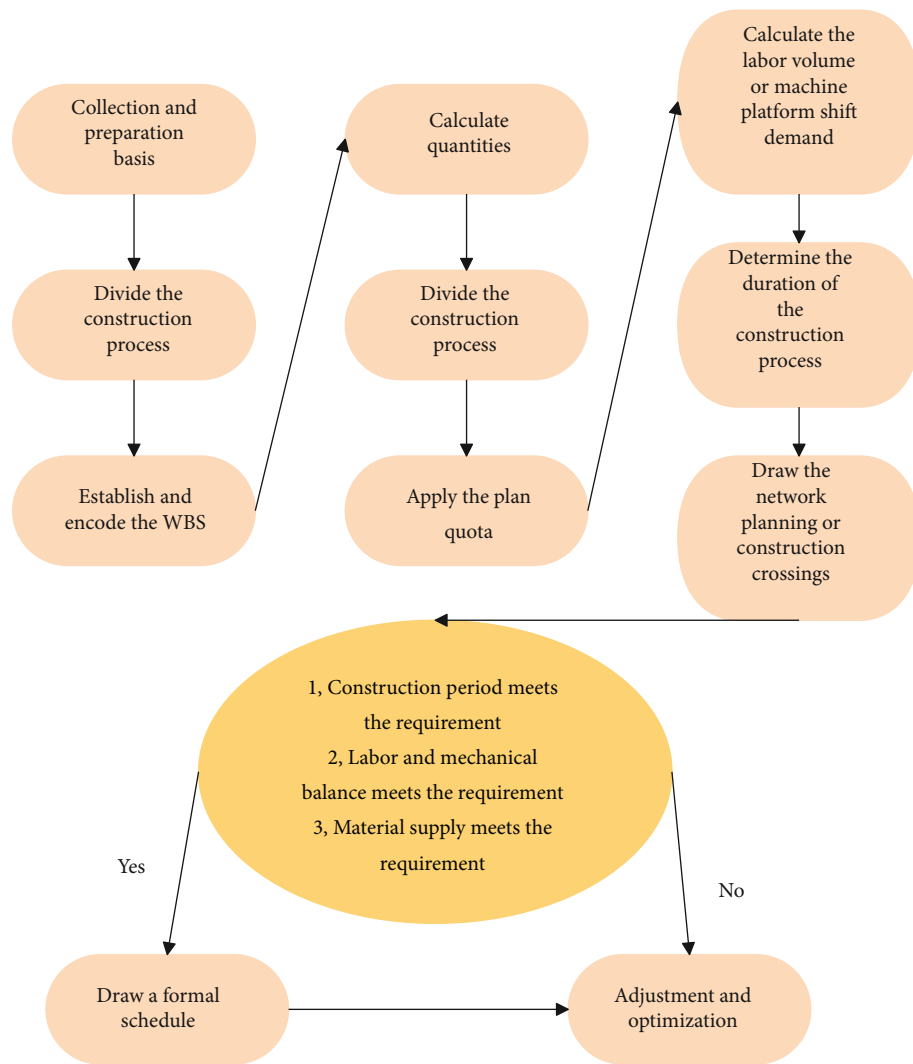 Collection and
preparation
basis
Divide the
construction
process
Establish and
encode the WBS
Calculate
quantities
Divide the
construction
process
Apply the plan
quota
Calculate the
labor volume
or machine
platform shift
demand
Determine the
duration of
the
construction
process
Draw the
network
planning or
construction
crossings
1, Construction period meets
the requirement
2, Labor and mechanical
balance meets the requirement
3, Material supply meets the
requirement
Yes
No
Draw a formal
schedule
Adjustment and
optimization